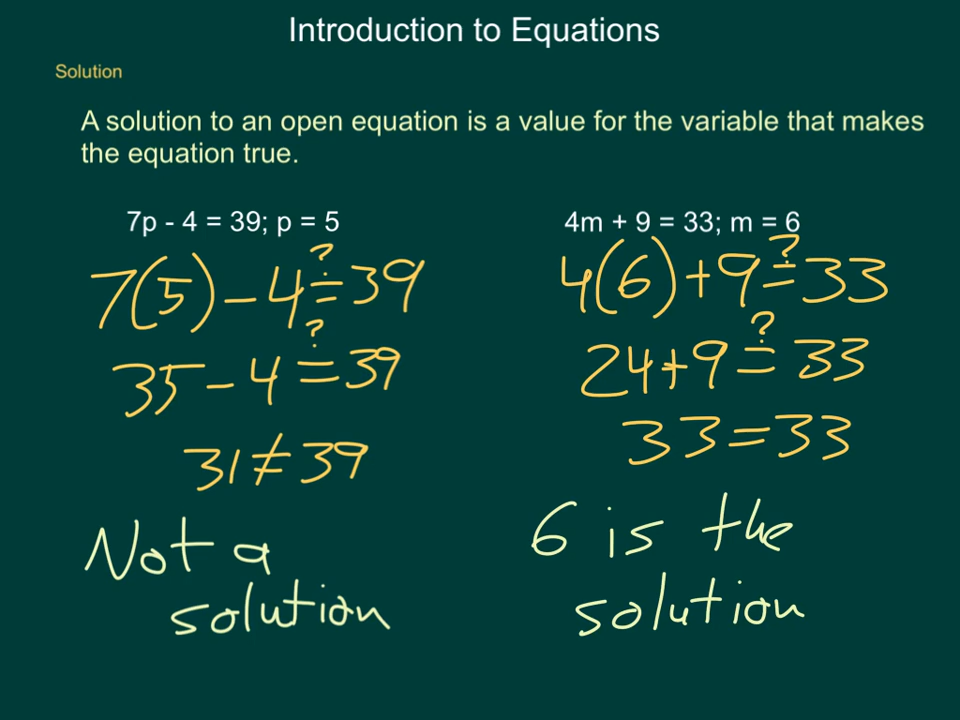 Introduction to Equations
Solution
A solution to an open equation is a value for the variable that makes
the equation true.
7p - 4 = 39; p = 5
7(5) - 4 ≟ 39
35 - 4 ≟ 39
31 ≠ 39
Not a
solution
4m + 9 = 33; m = 6
4(6) + 9 ≟ 33
24 + 9 ≟ 33
33 = 33
6 is the
solution